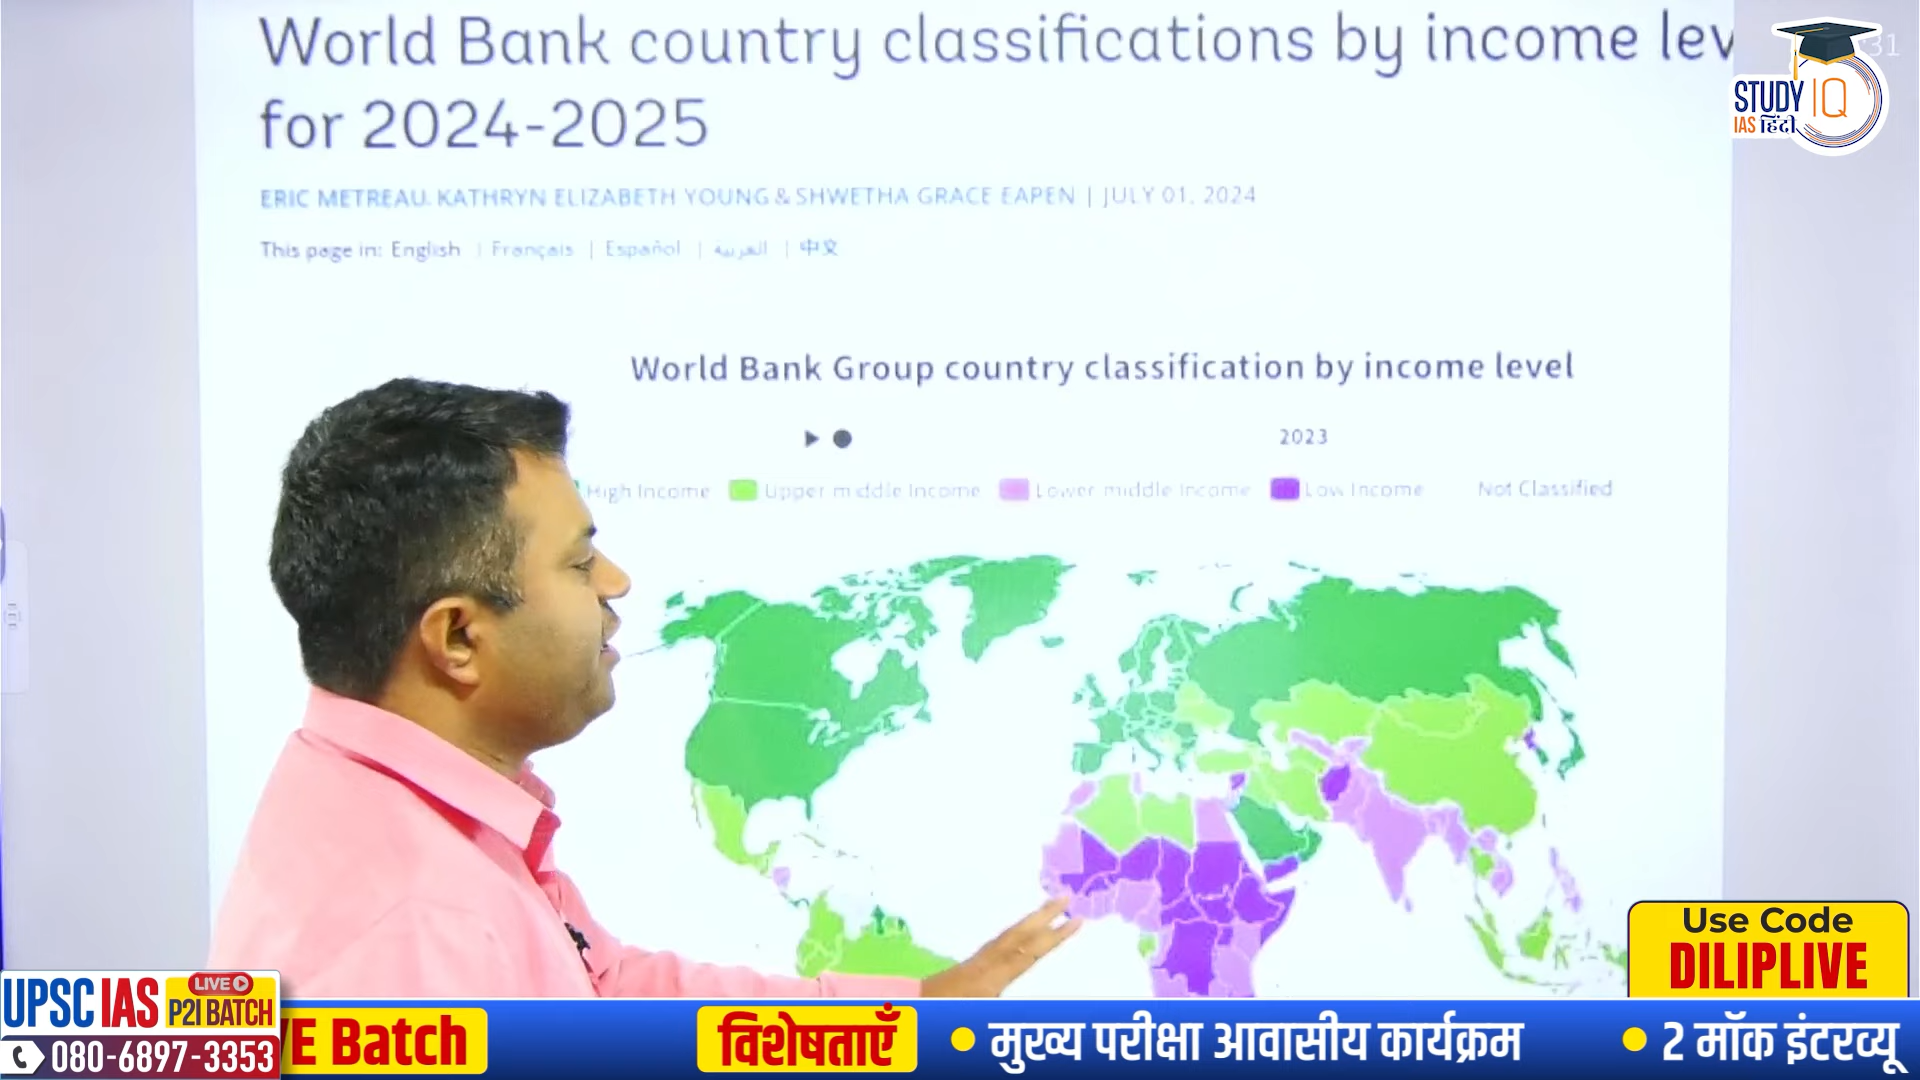 World Bank country classifications by income lev
for 2024-2025
31
STUDY IQ
IAS हिंदी
ERIC METREAU, KATHRYN ELIZABETH YOUNG & SHWETHA GRACE EAPEN | JULY 01, 2024
This page in: English | Français | Español | العربية | 中文
World Bank Group country classification by income level
2023
High Income Upper middle Income Lower middle Income Low Income Not Classified
Use Code
DILIPLIVE
UPSC IAS LIVE P2I BATCH
080-6897-3353
VE Batch
विशेषताएँ
मुख्य परीक्षा आवासीय कार्यक्रम
2 मॉक इंटरव्यू